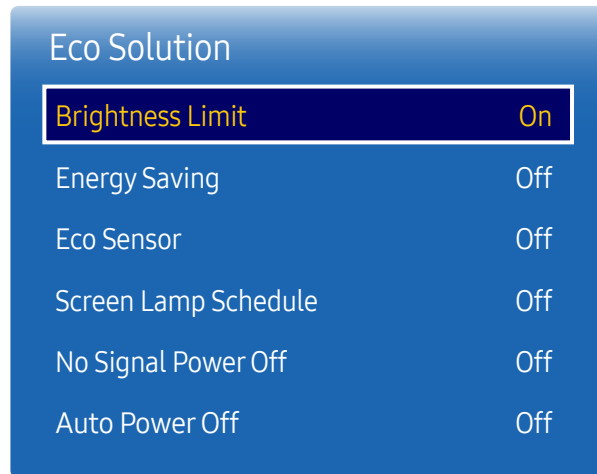 Eco Solution
Brightness Limit On
Energy Saving Off
Eco Sensor Off
Screen Lamp Schedule Off
No Signal Power Off Off
Auto Power Off Off